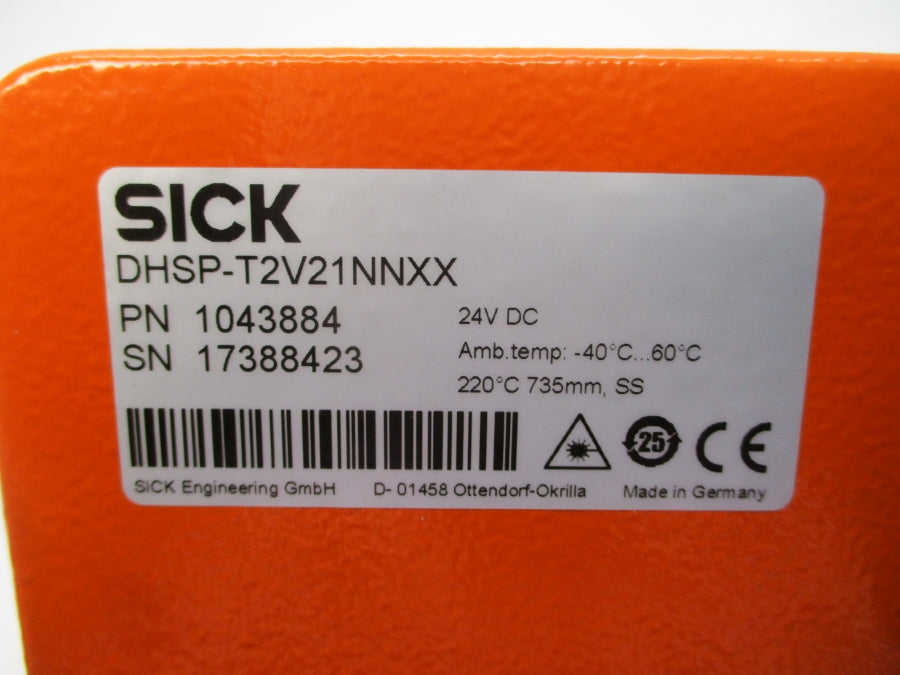 SICK
DHSP-T2V21NNXX
PN 1043884
SN 17388423
24V DC
Amb.temp: -40°C...60°C
220°C 735mm, SS
25
CE
SICK Engineering GmbH D- 01458 Ottendorf-Okrilla Made in Germany